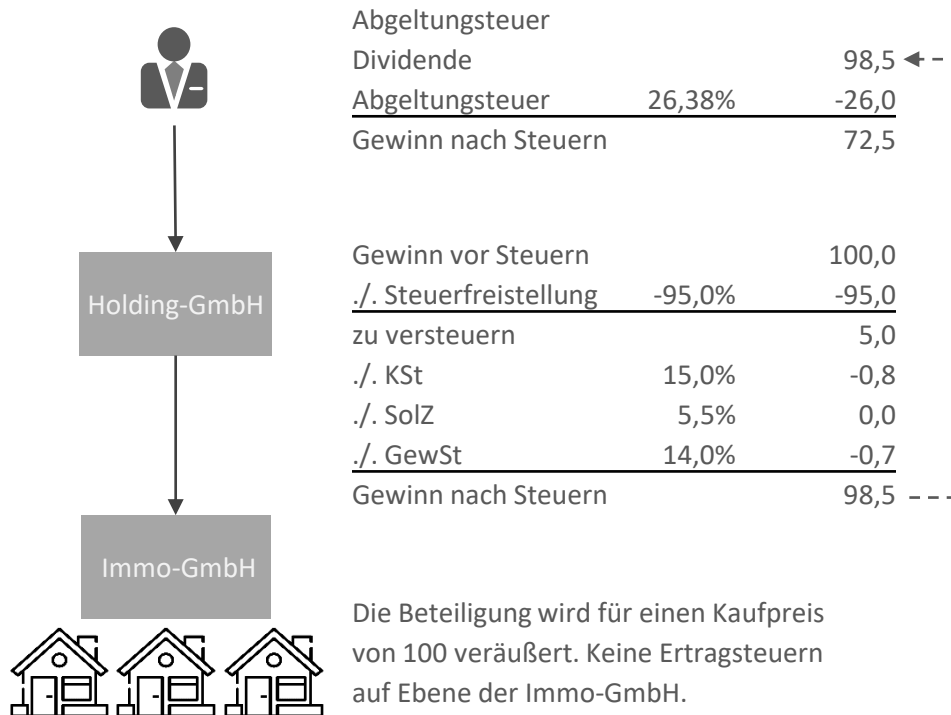 Abgeltungsteuer
Dividende 98,5
Abgeltungsteuer 26,38% -26,0
Gewinn nach Steuern 72,5
Holding-GmbH
Gewinn vor Steuern 100,0
./. Steuerfreistellung -95,0% -95,0
zu versteuern 5,0
./. KSt 15,0% -0,8
./. SolZ 5,5% 0,0
./. GewSt 14,0% -0,7
Gewinn nach Steuern 98,5
Immo-GmbH
Die Beteiligung wird für einen Kaufpreis
von 100 veräußert. Keine Ertragsteuern
auf Ebene der Immo-GmbH.